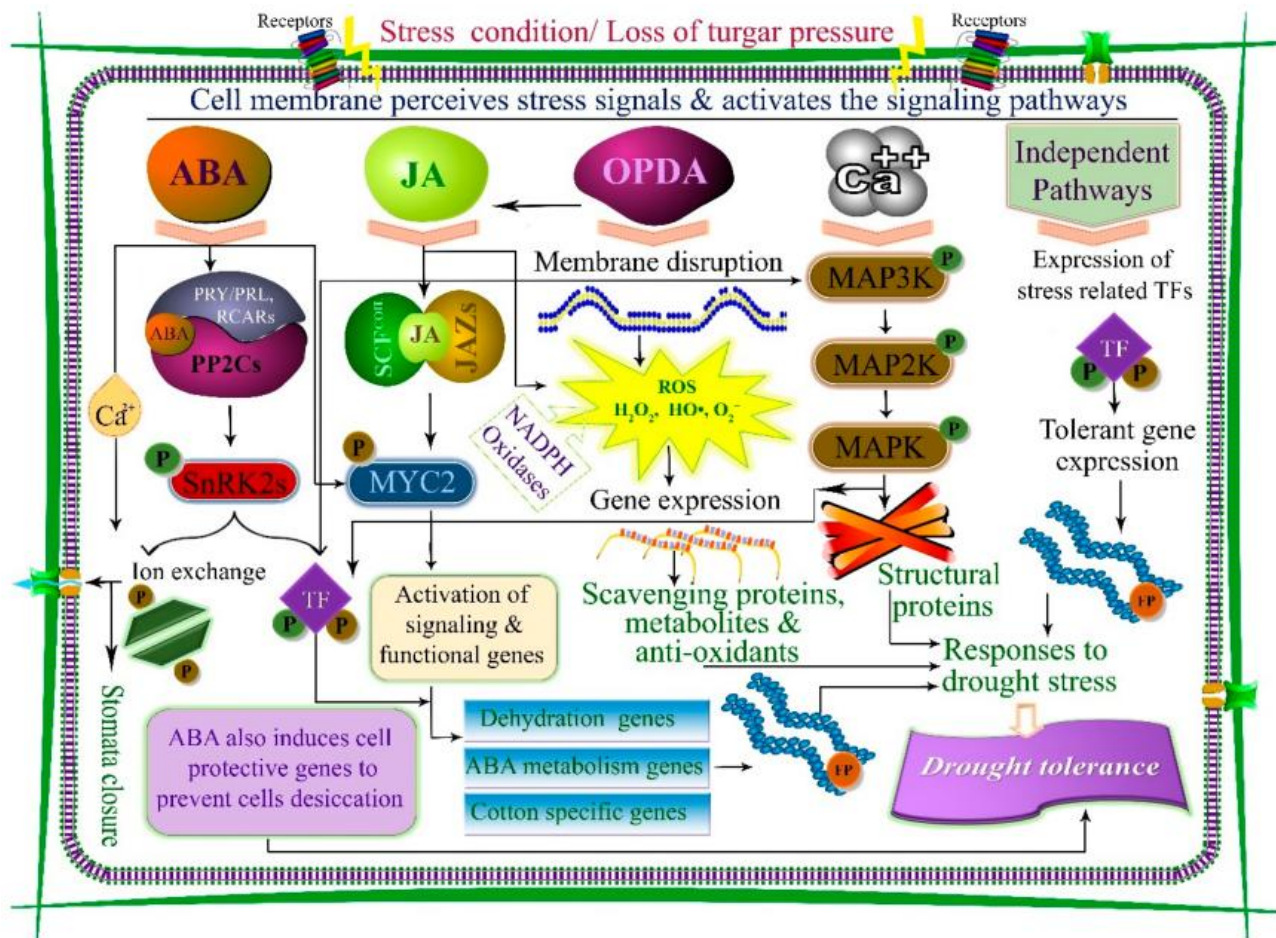 Receptors
Stress condition/ Loss of turgar pressure
Receptors
Cell membrane perceives stress signals & activates the signaling pathways
ABA
JA
OPDA
Ca++
Independent
Pathways
PRY/PRL,
RCARs
ABA
PP2Cs
SCFCOI1
JA
JAZs
Membrane disruption
MAP3K
P
Expression of
stress related TFs
MAP2K
P
TF
P
P
Ca2+
ROS
H2O2, HO•, O2−
NADPH
Oxidases
MAPK
P
Tolerant gene
expression
P
SnRK2s
P
MYC2
Gene expression
Ion exchange
P
P
TF
P
P
Activation of
signaling &
functional genes
Scavenging proteins,
metabolites &
anti-oxidants
Structural
proteins
FP
Responses to
drought stress
Stomata closure
ABA also induces cell
protective genes to
prevent cells desiccation
Dehydration genes
ABA metabolism genes
Cotton specific genes
FP
Drought tolerance